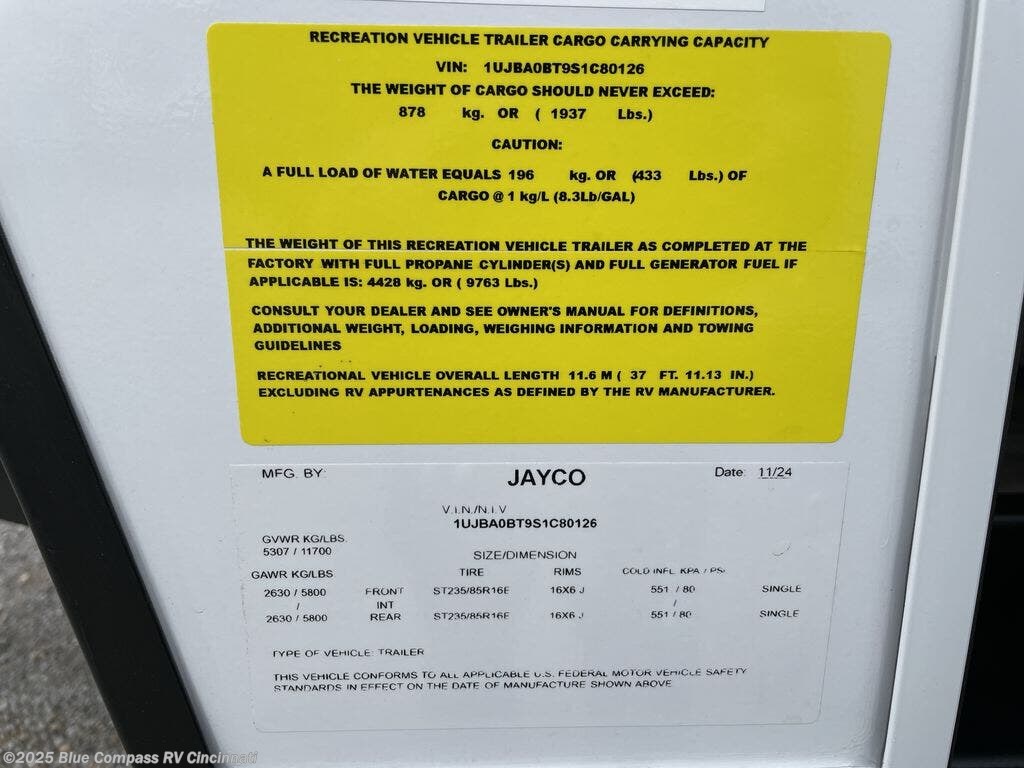 RECREATION VEHICLE TRAILER CARGO CARRYING CAPACITY
VIN: 1UJBA0BT9S1C80126
THE WEIGHT OF CARGO SHOULD NEVER EXCEED:
878 kg. OR ( 1937 Lbs.)
CAUTION:
A FULL LOAD OF WATER EQUALS 196 kg. OR (433 Lbs.) OF
CARGO @ 1 kg/L (8.3Lb/GAL)
THE WEIGHT OF THIS RECREATION VEHICLE TRAILER AS COMPLETED AT THE
FACTORY WITH FULL PROPANE CYLINDER(S) AND FULL GENERATOR FUEL IF
APPLICABLE IS: 4428 kg. OR ( 9763 Lbs.)
CONSULT YOUR DEALER AND SEE OWNER'S MANUAL FOR DEFINITIONS,
ADDITIONAL WEIGHT, LOADING, WEIGHING INFORMATION AND TOWING
GUIDELINES
RECREATIONAL VEHICLE OVERALL LENGTH 11.6 M ( 37 FT. 11.13 IN.)
EXCLUDING RV APPURTENANCES AS DEFINED BY THE RV MANUFACTURER.
MFG. BY: JAYCO Date: 11/24
V.I.N./N.I.V
1UJBA0BT9S1C80126
GVWR KG/LBS.
5307 / 11700
SIZE/DIMENSION
GAWR KG/LBS TIRE RIMS COLD INFL. KPA / PSI
2630 / 5800 FRONT ST235/85R16E 16X6 J 551 / 80 SINGLE
/ INT /
2630 / 5800 REAR ST235/85R16E 16X6 J 551 / 80 SINGLE
TYPE OF VEHICLE: TRAILER
THIS VEHICLE CONFORMS TO ALL APPLICABLE U.S. FEDERAL MOTOR VEHICLE SAFETY
STANDARDS IN EFFECT ON THE DATE OF MANUFACTURE SHOWN ABOVE
©2025 Blue Compass RV Cincinnati